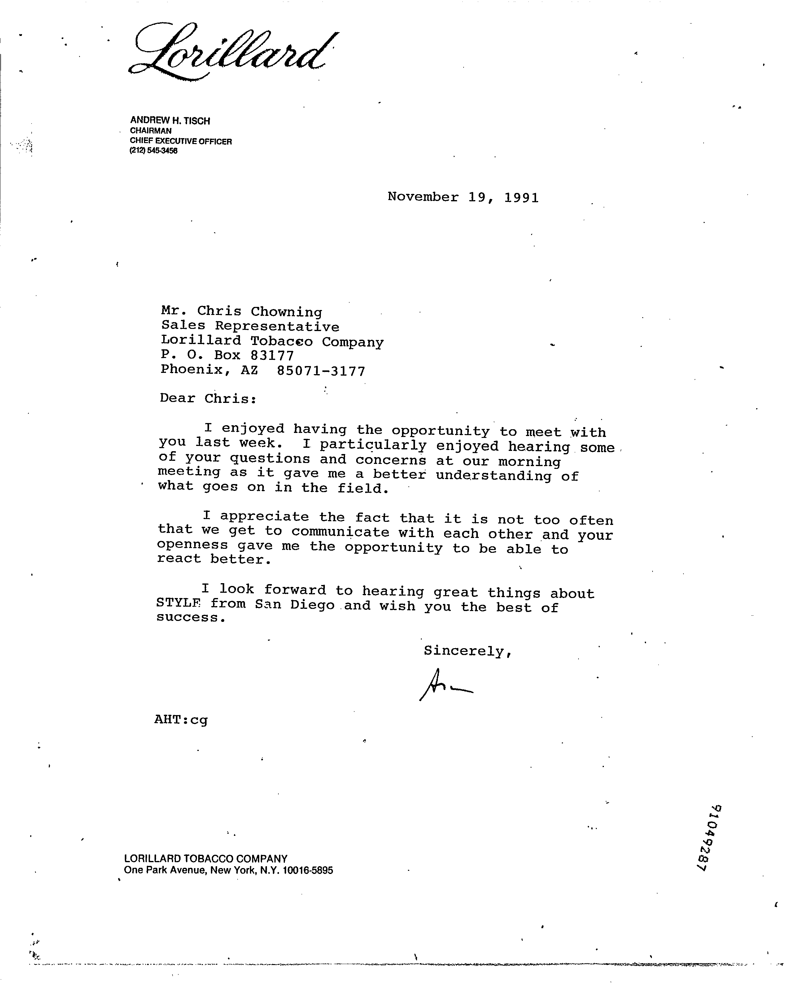 Lorillard
ANDREW H. TISCH
CHAIRMAN
CHIEF EXECUTIVE OFFICER
(212) 545-3456
November 19, 1991
Mr. Chris Chowning
Sales Representative
Lorillard Tobacco Company
P. O. Box 83177
Phoenix, AZ 85071-3177
Dear Chris:
I enjoyed having the opportunity to meet with
you last week. I particularly enjoyed hearing some
of your questions and concerns at our morning
meeting as it gave me a better understanding of
what goes on in the field.
I appreciate the fact that it is not too often
that we get to communicate with each other and your
openness gave me the opportunity to be able to
react better.
I look forward to hearing great things about
STYLE from San Diego and wish you the best of
success.
Sincerely,
AHT:cg
91049287
LORILLARD TOBACCO COMPANY
One Park Avenue, New York, N.Y. 10016-5895